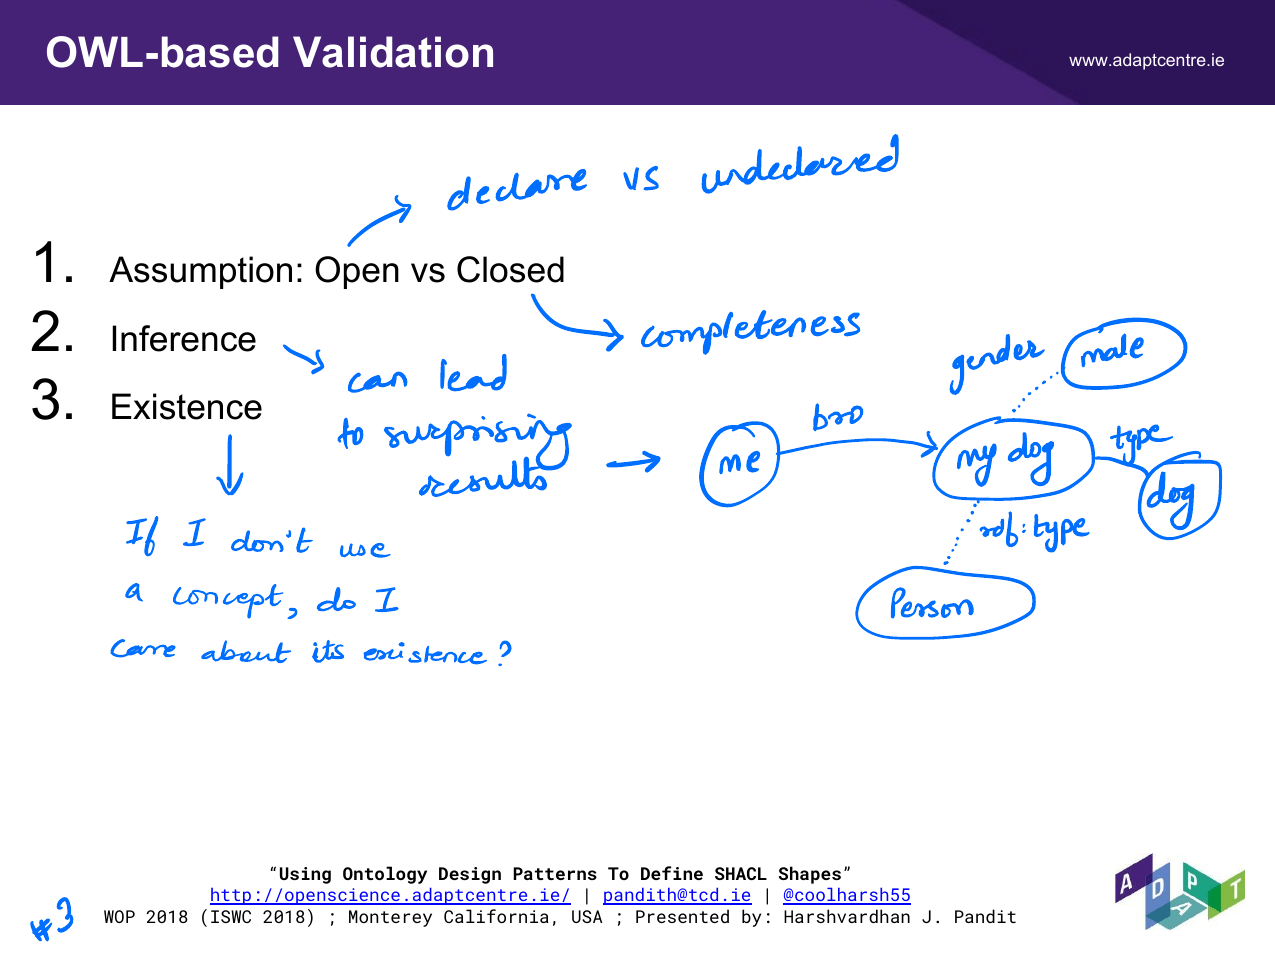 OWL-based Validation
www.adaptcentre.ie
declare vs undeclared
1. Assumption: Open vs Closed
completeness
2. Inference
can lead
to surprising
results
3. Existence
If I don't use
a concept, do I
care about its existence?
me
bro
my dog
gender
male
type
dog
rdf:type
Person
“Using Ontology Design Patterns To Define SHACL Shapes”
http://openscience.adaptcentre.ie/ | pandith@tcd.ie | @coolharsh55
WOP 2018 (ISWC 2018) ; Monterey California, USA ; Presented by: Harshvardhan J. Pandit
#3
ADAPT